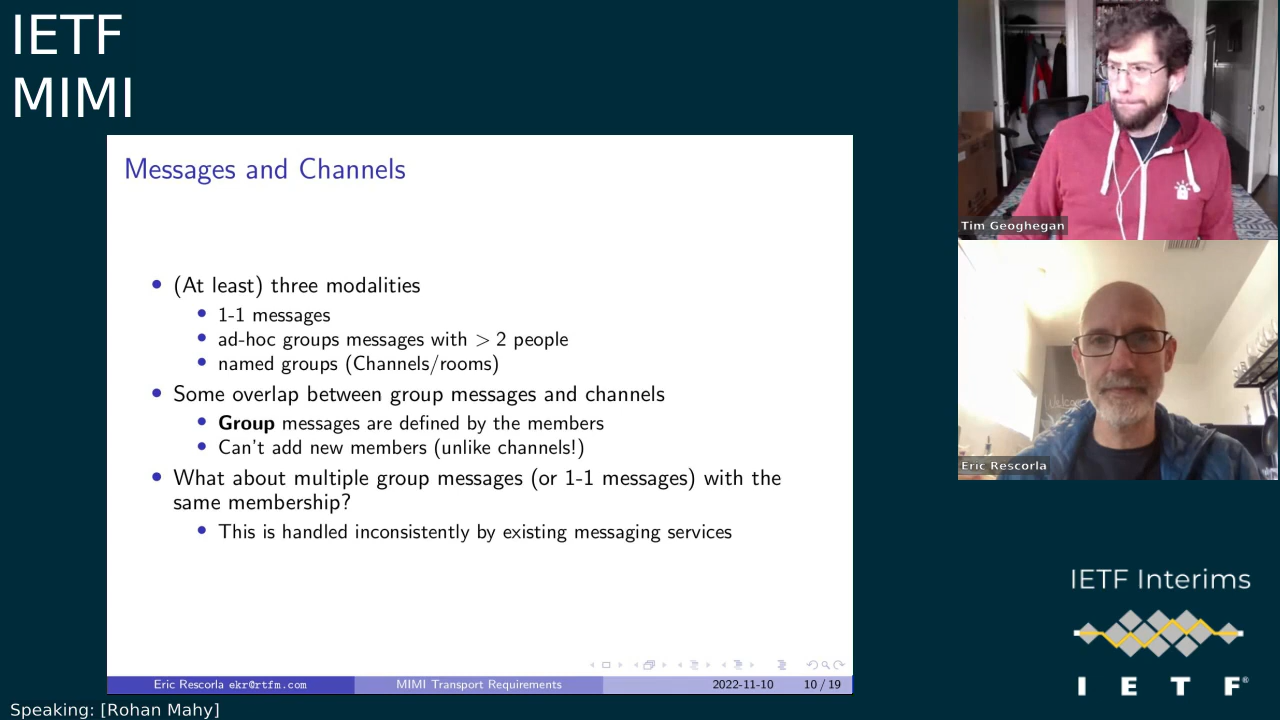 IETF
MIMI
Messages and Channels
• (At least) three modalities
• 1-1 messages
• ad-hoc groups messages with > 2 people
• named groups (Channels/rooms)
• Some overlap between group messages and channels
• Group messages are defined by the members
• Can't add new members (unlike channels!)
• What about multiple group messages (or 1-1 messages) with the
same membership?
• This is handled inconsistently by existing messaging services
Eric Rescorla ekr@rtfm.com
MIMI Transport Requirements
2022-11-10
10 / 19
Tim Geoghegan
Welcome
Eric Rescorla
IETF Interims
I E T F®
Speaking: [Rohan Mahy]